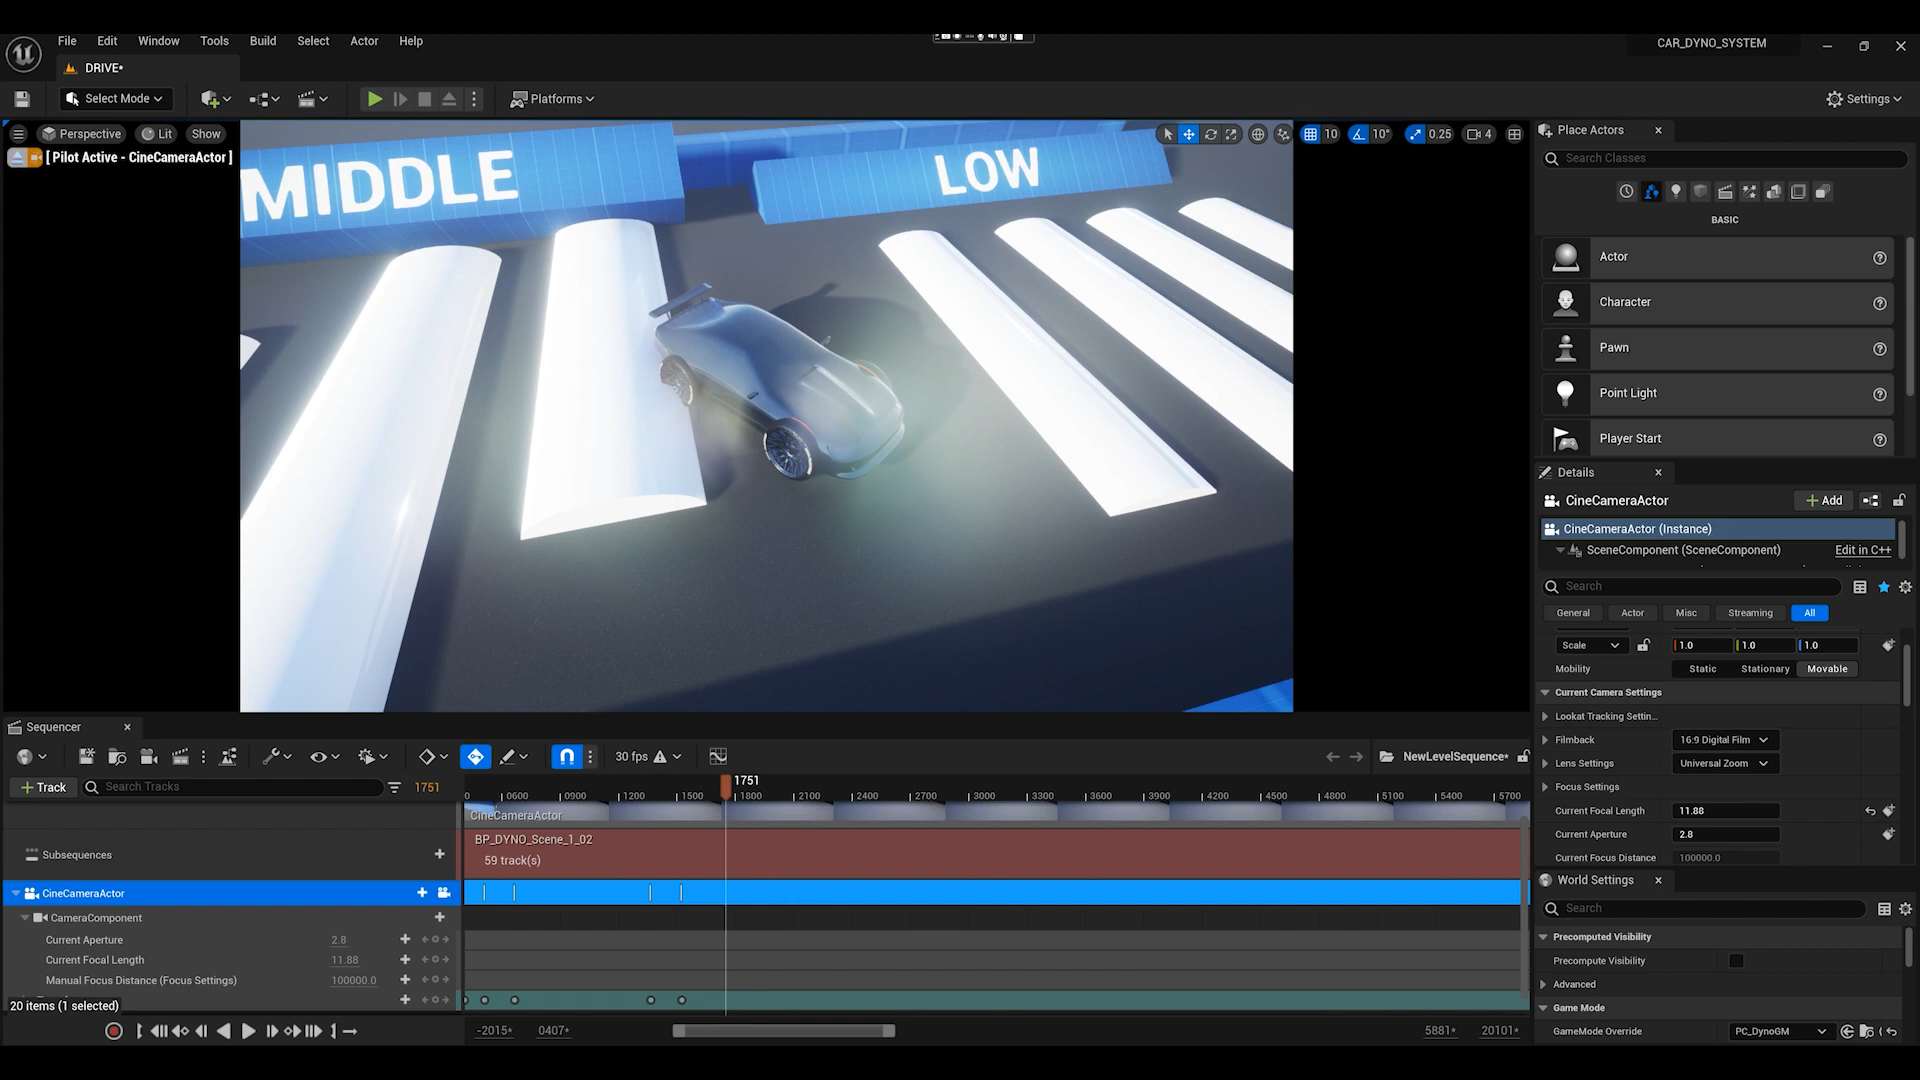 File Edit Window Tools Build Select Actor Help
CAR_DYNO_SYSTEM
DRIVE*
Select Mode
Platforms
Settings
Perspective Lit Show
10 10° 0.25 4
[ Pilot Active - CineCameraActor ]
MIDDLE
LOW
Place Actors
Search Classes
BASIC
Actor
Character
Pawn
Point Light
Player Start
Details
CineCameraActor
Add
CineCameraActor (Instance)
SceneComponent (SceneComponent) Edit in C++
Search
General Actor Misc Streaming All
Scale 1.0 1.0 1.0
Mobility Static Stationary Movable
Current Camera Settings
Lookat Tracking Settin...
Filmback 16:9 Digital Film
Lens Settings Universal Zoom
Focus Settings
Current Focal Length 11.88
Current Aperture 2.8
Current Focus Distance 100000.0
World Settings
Search
Precomputed Visibility
Precompute Visibility
Advanced
Game Mode
GameMode Override PC_DynoGM
Sequencer
30 fps
NewLevelSequence*
+ Track Search Tracks 1751
1751
0 0600 0900 1200 1500 1800 2100 2400 2700 3000 3300 3600 3900 4200 4500 4800 5100 5400 5700
CineCameraActor
BP_DYNO_Scene_1_02
59 track(s)
Subsequences
CineCameraActor
CameraComponent
Current Aperture 2.8
Current Focal Length 11.88
Manual Focus Distance (Focus Settings) 100000.0
20 items (1 selected)
-2015* 0407* 5881* 20101*